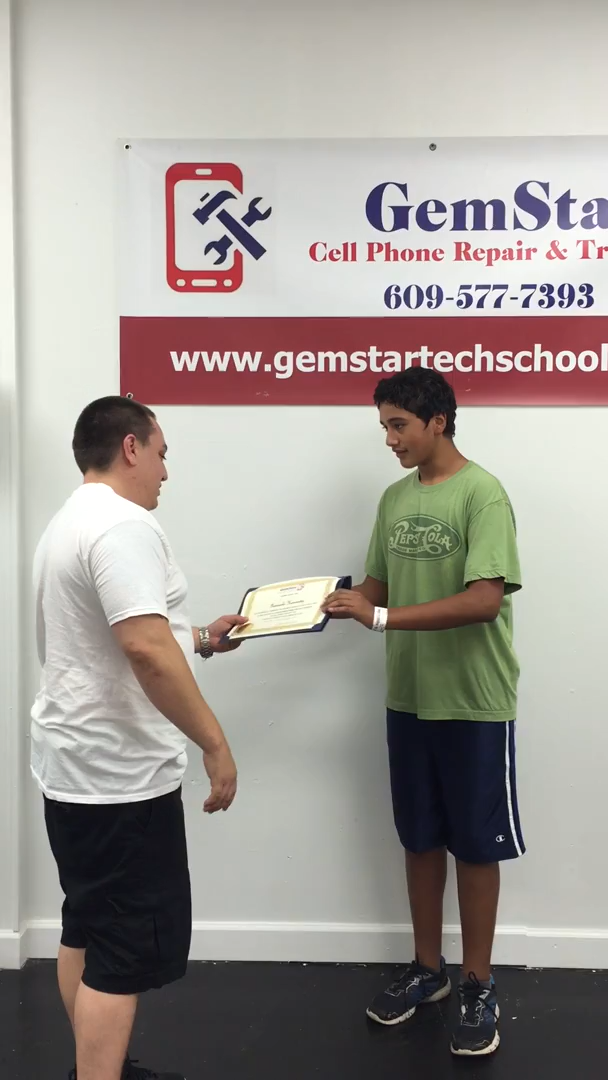 GemSta
Cell Phone Repair & Tr
609-577-7393
www.gemstartechschool
PEPSI COLA